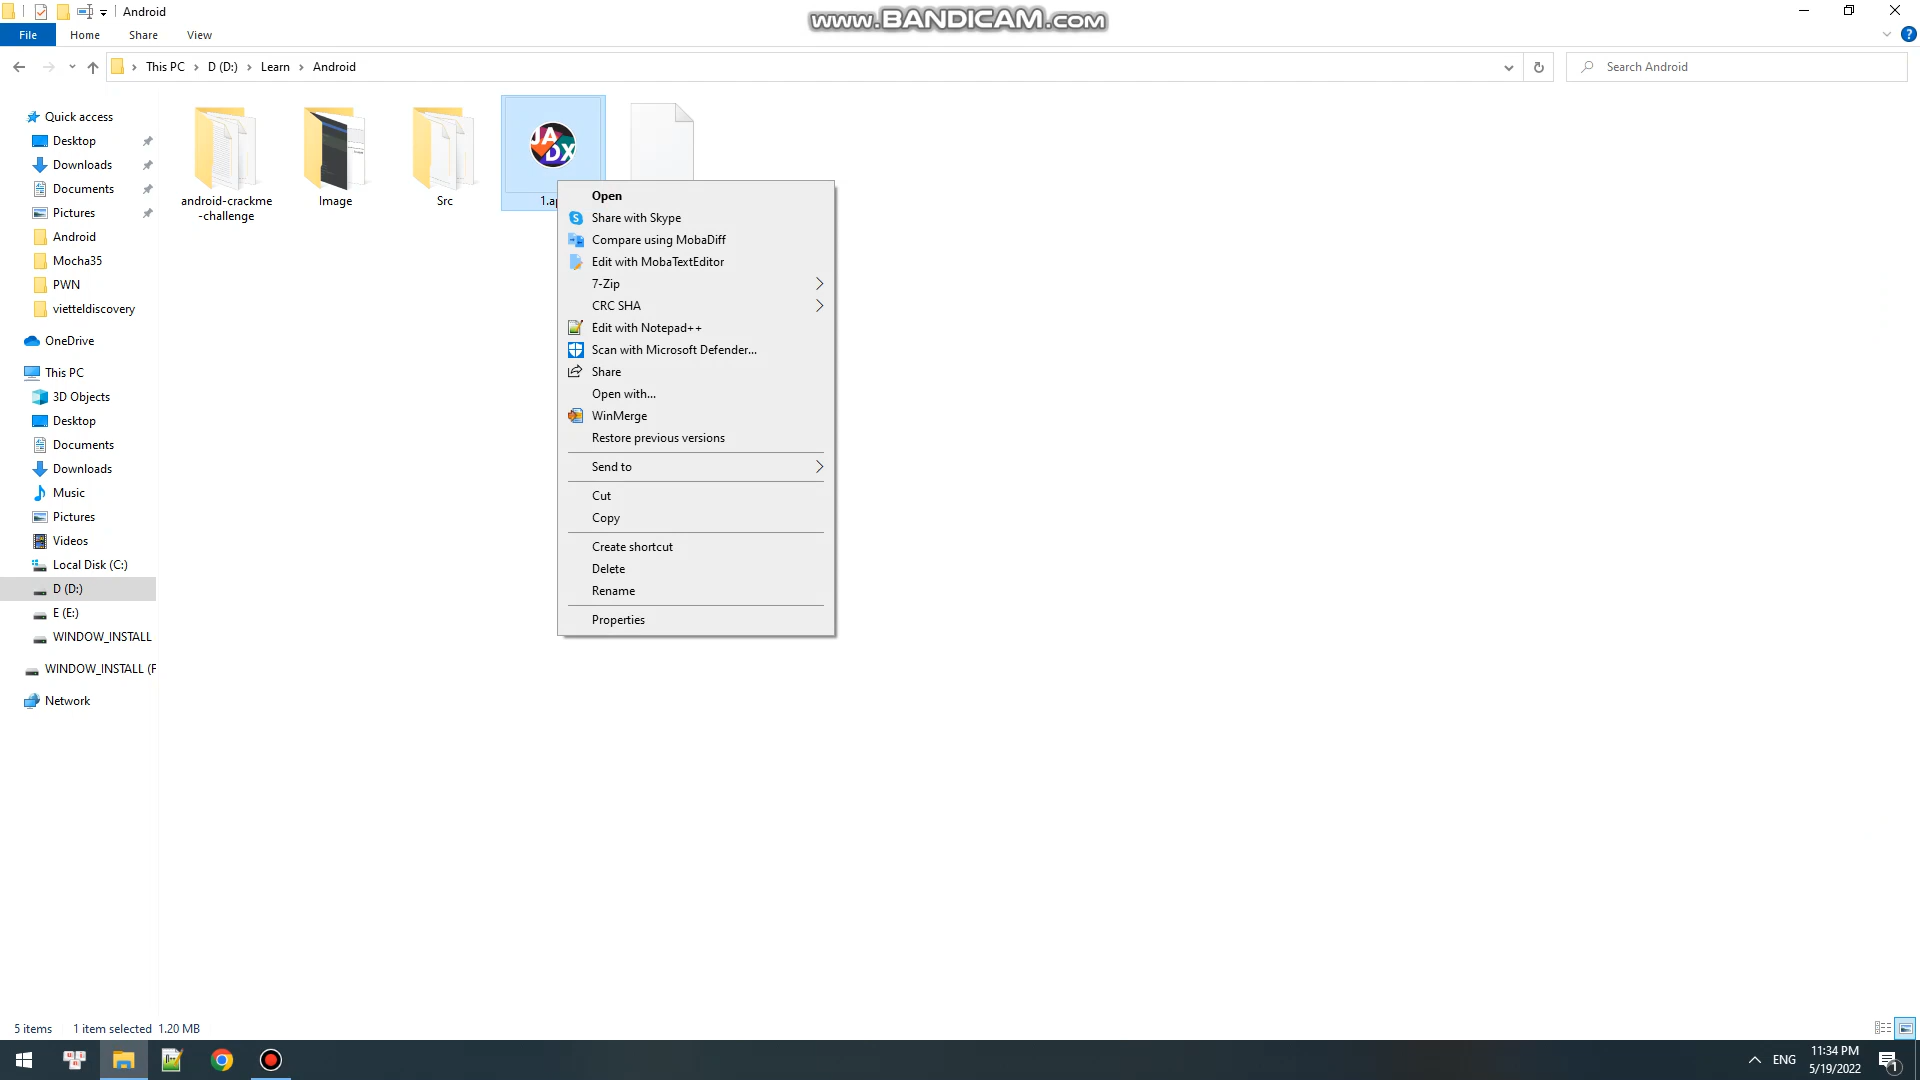 Android
www.BANDICAM.com
File
Home
Share
View
?
This PC
D (D:)
Learn
Android
Search Android
Quick access
Desktop
Downloads
Documents
Pictures
Android
Mocha35
PWN
vietteldiscovery
OneDrive
This PC
3D Objects
Desktop
Documents
Downloads
Music
Pictures
Videos
Local Disk (C:)
D (D:)
E (E:)
WINDOW_INSTALL
WINDOW_INSTALL (F
Network
android-crackme
-challenge
Image
Src
JA
DX
1.ap
Open
Share with Skype
Compare using MobaDiff
Edit with MobaTextEditor
7-Zip
CRC SHA
Edit with Notepad++
Scan with Microsoft Defender...
Share
Open with...
WinMerge
Restore previous versions
Send to
Cut
Copy
Create shortcut
Delete
Rename
Properties
5 items
1 item selected 1.20 MB
ENG
11:34 PM
5/19/2022
1